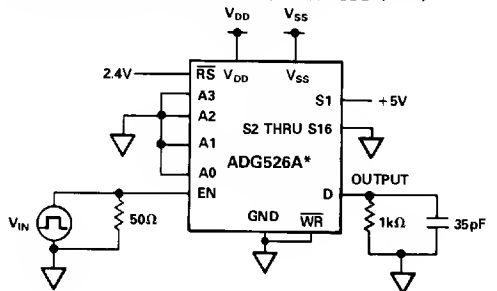 VDD VSS
2.4V RS VDD VSS
A3 S1 +5V
A2 S2 THRU S16
A1 ADG526A*
A0 OUTPUT
EN D
VIN 50Ω GND WR 1kΩ 35pF